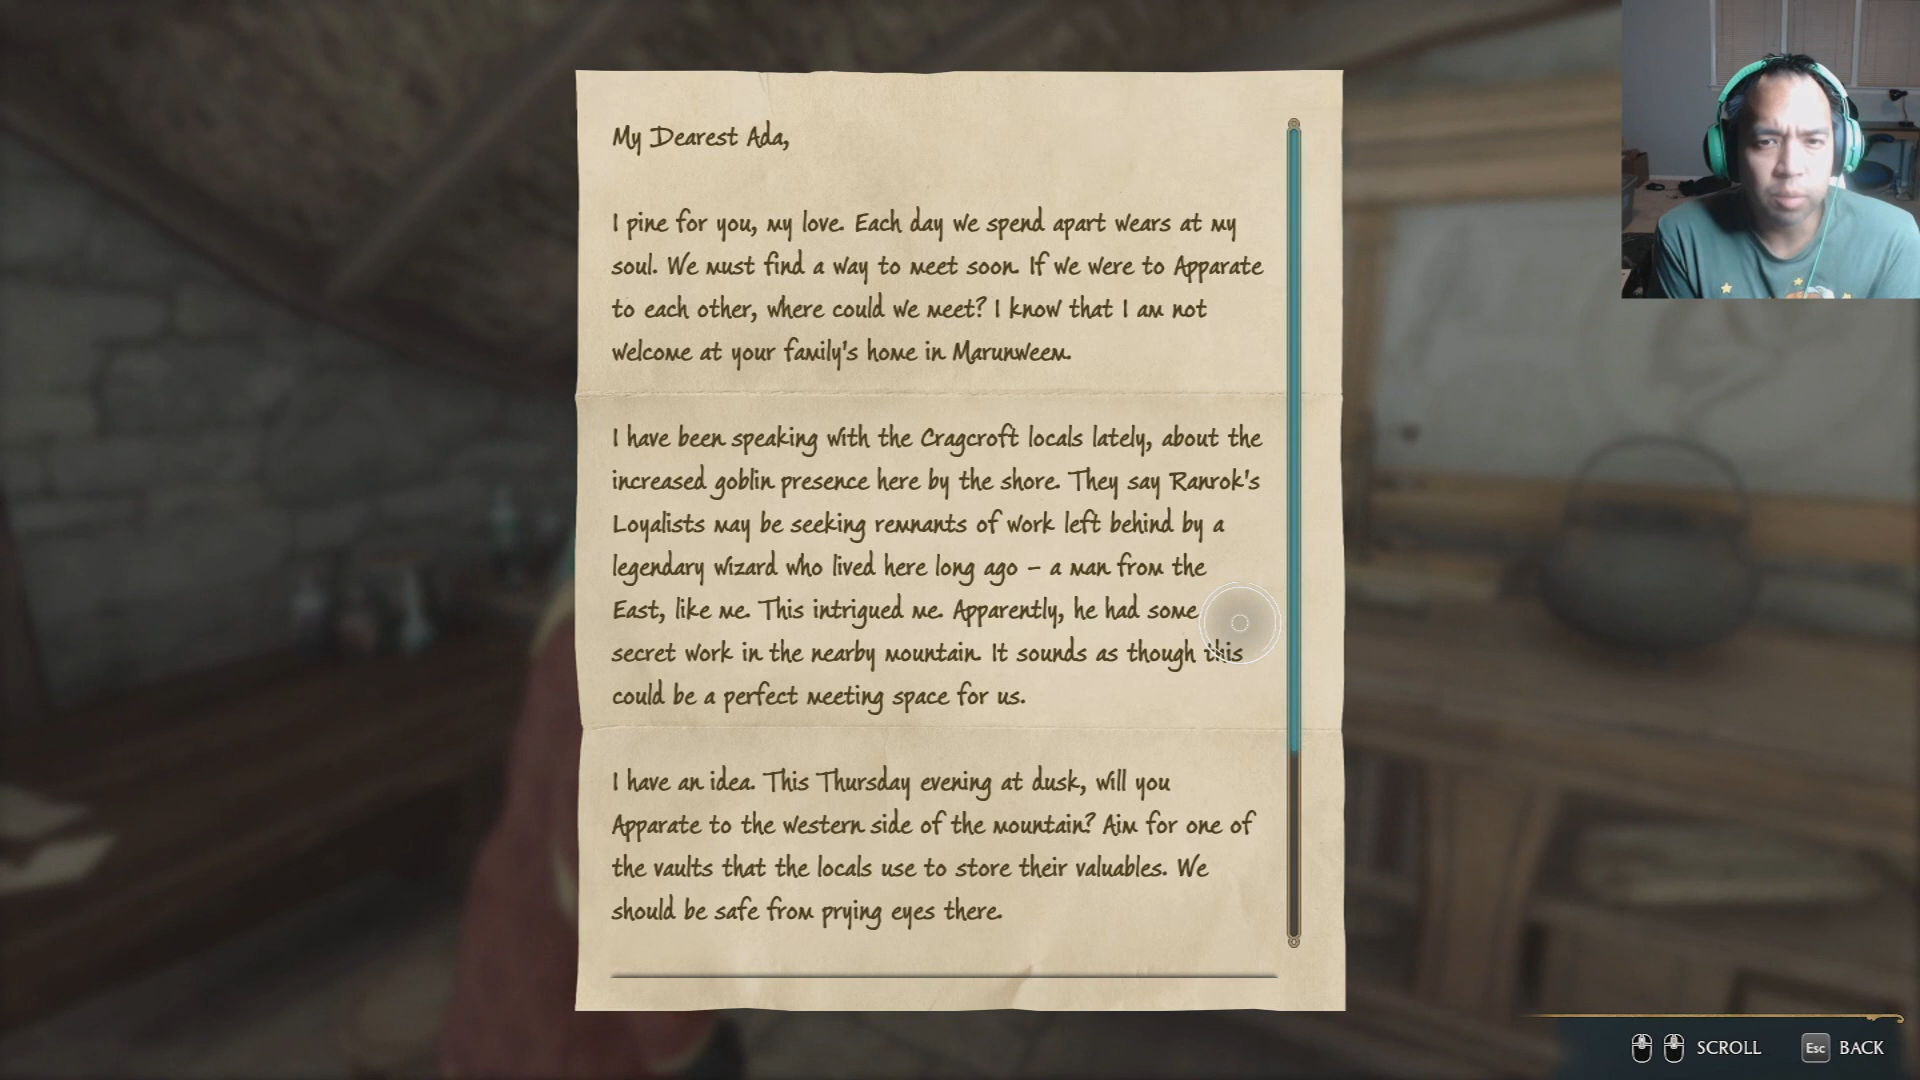 My Dearest Ada,
I pine for you, my love. Each day we spend apart wears at my
soul. We must find a way to meet soon. If we were to Apparate
to each other, where could we meet? I know that I am not
welcome at your family's home in Marunweem.
I have been speaking with the Cragcroft locals lately, about the
increased goblin presence here by the shore. They say Ranrok's
Loyalists may be seeking remnants of work left behind by a
legendary wizard who lived here long ago – a man from the
East, like me. This intrigued me. Apparently, he had some
secret work in the nearby mountain. It sounds as though this
could be a perfect meeting space for us.
I have an idea. This Thursday evening at dusk, will you
Apparate to the western side of the mountain? Aim for one of
the vaults that the locals use to store their valuables. We
should be safe from prying eyes there.
SCROLL Esc BACK